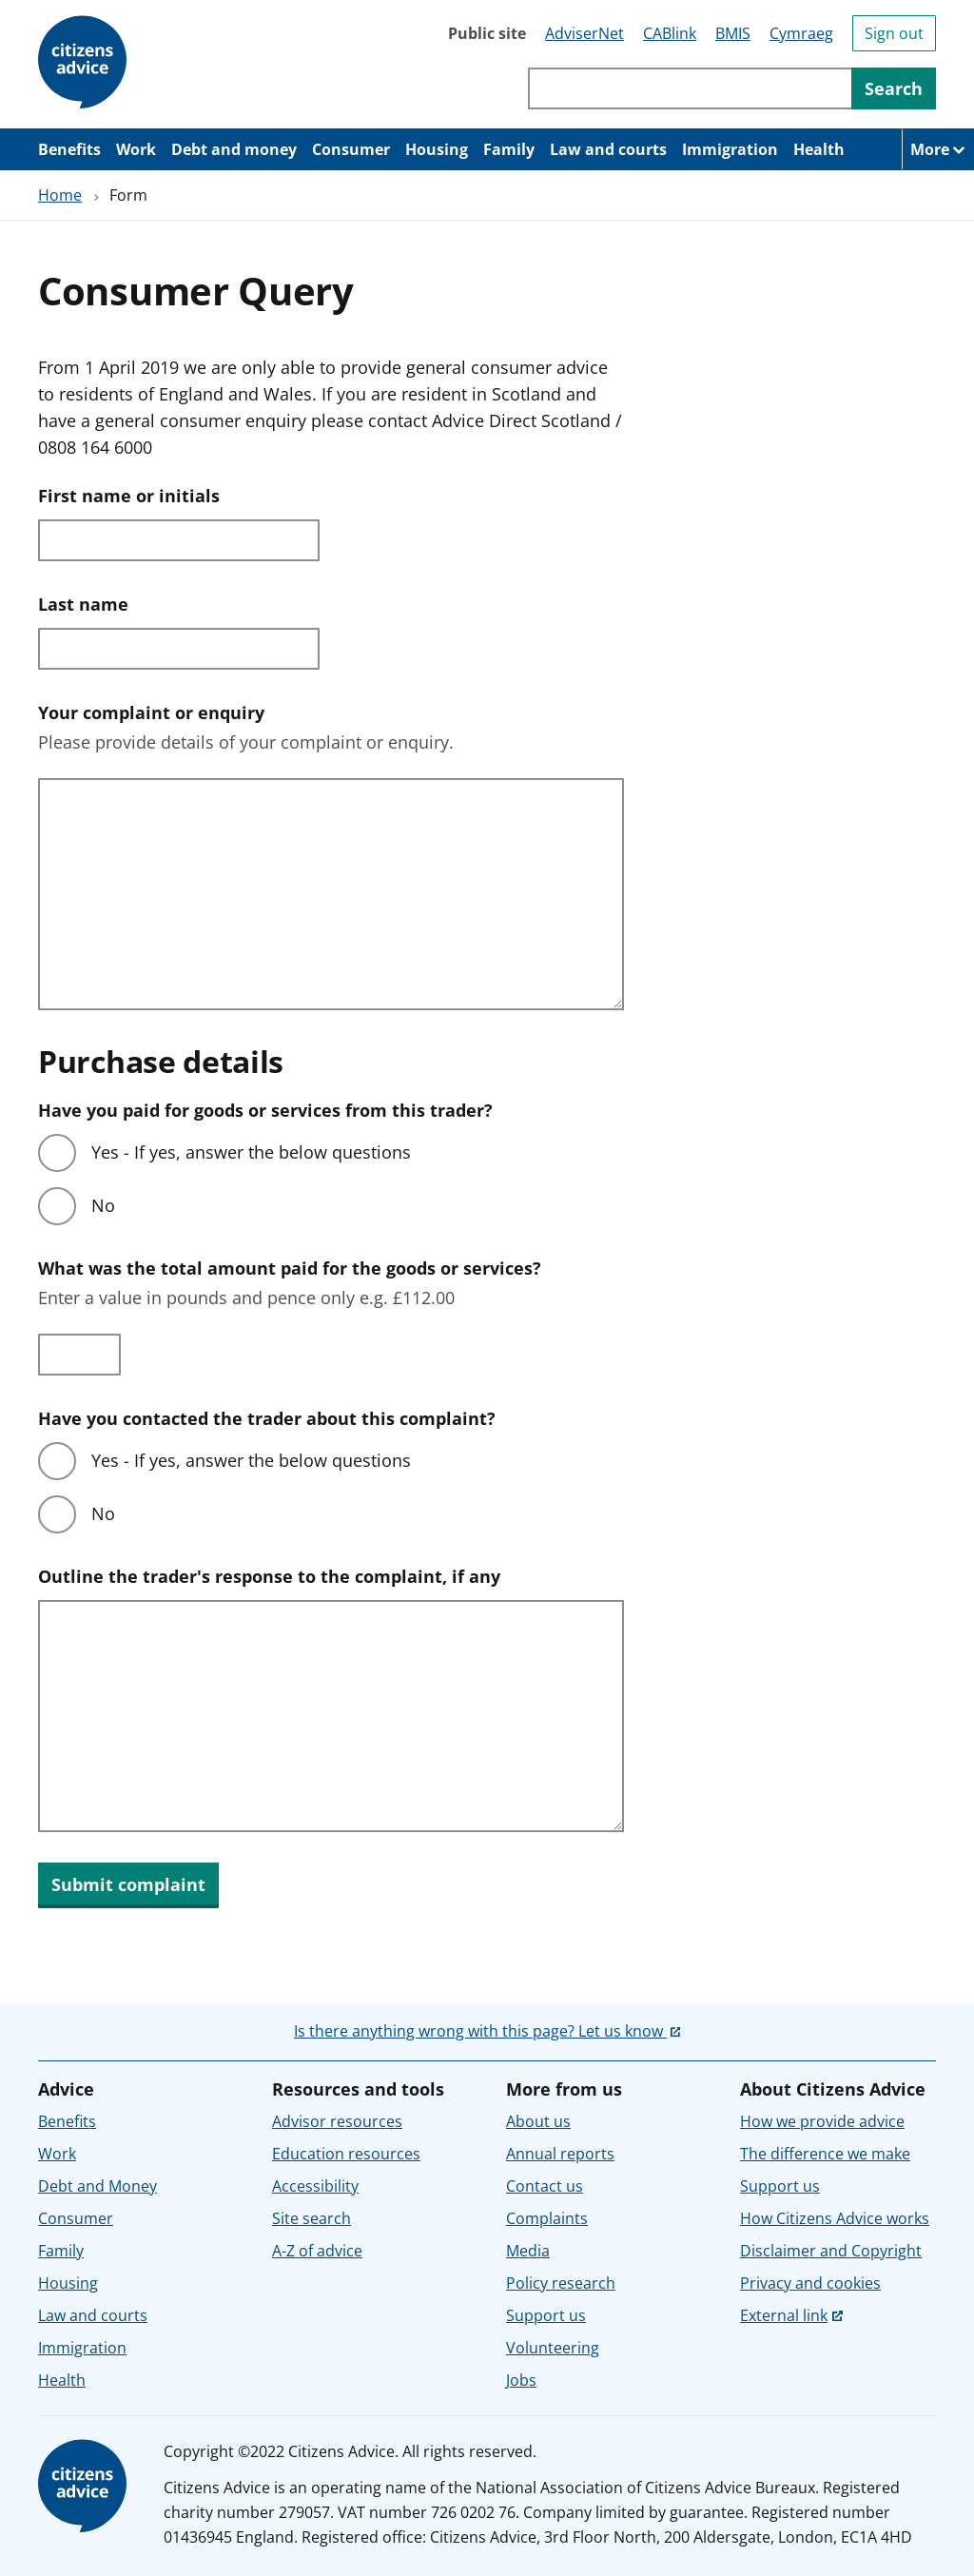 citizens
advice
Public site AdviserNet CABlink BMIS Cymraeg Sign out
Search
Benefits Work Debt and money Consumer Housing Family Law and courts Immigration Health More
Home › Form
Consumer Query
From 1 April 2019 we are only able to provide general consumer advice
to residents of England and Wales. If you are resident in Scotland and
have a general consumer enquiry please contact Advice Direct Scotland /
0808 164 6000
First name or initials
Last name
Your complaint or enquiry
Please provide details of your complaint or enquiry.
Purchase details
Have you paid for goods or services from this trader?
Yes - If yes, answer the below questions
No
What was the total amount paid for the goods or services?
Enter a value in pounds and pence only e.g. £112.00
Have you contacted the trader about this complaint?
Yes - If yes, answer the below questions
No
Outline the trader's response to the complaint, if any
Submit complaint
Is there anything wrong with this page? Let us know
Advice
Benefits
Work
Debt and Money
Consumer
Family
Housing
Law and courts
Immigration
Health
Resources and tools
Advisor resources
Education resources
Accessibility
Site search
A-Z of advice
More from us
About us
Annual reports
Contact us
Complaints
Media
Policy research
Support us
Volunteering
Jobs
About Citizens Advice
How we provide advice
The difference we make
Support us
How Citizens Advice works
Disclaimer and Copyright
Privacy and cookies
External link
citizens
advice
Copyright ©2022 Citizens Advice. All rights reserved.
Citizens Advice is an operating name of the National Association of Citizens Advice Bureaux. Registered
charity number 279057. VAT number 726 0202 76. Company limited by guarantee. Registered number
01436945 England. Registered office: Citizens Advice, 3rd Floor North, 200 Aldersgate, London, EC1A 4HD